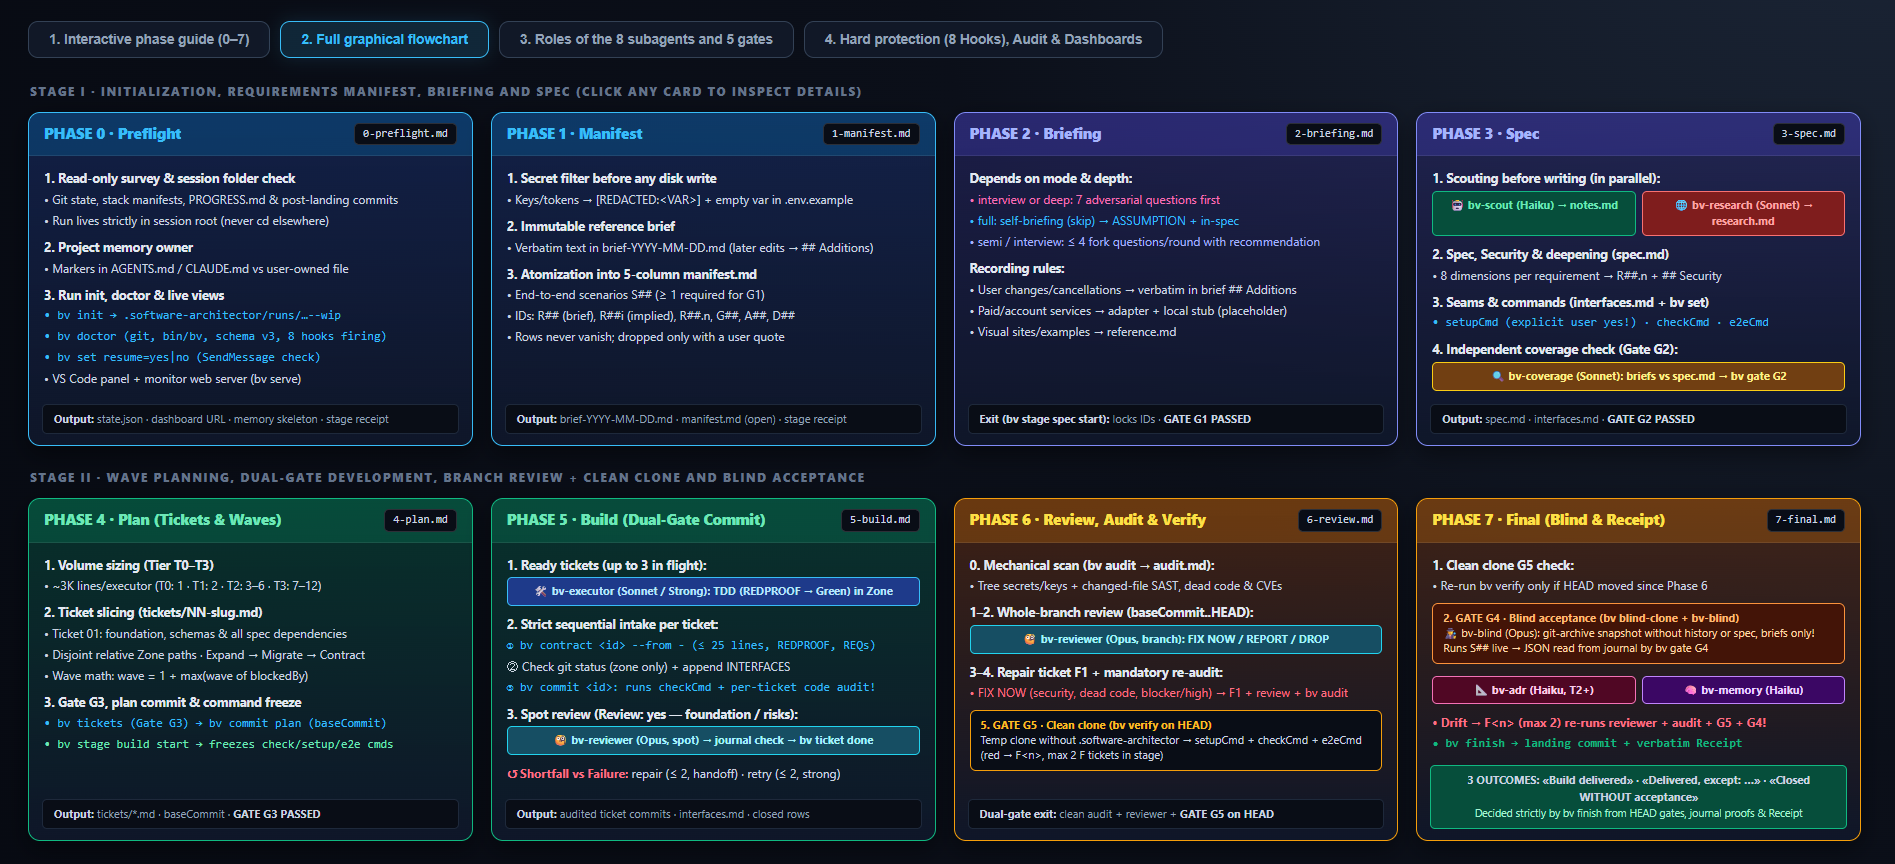 1. Interactive phase guide (0–7)
2. Full graphical flowchart
3. Roles of the 8 subagents and 5 gates
4. Hard protection (8 Hooks), Audit & Dashboards
STAGE I · INITIALIZATION, REQUIREMENTS MANIFEST, BRIEFING AND SPEC (CLICK ANY CARD TO INSPECT DETAILS)
PHASE 0 · Preflight
0-preflight.md
1. Read-only survey & session folder check
• Git state, stack manifests, PROGRESS.md & post-landing commits
• Run lives strictly in session root (never cd elsewhere)
2. Project memory owner
• Markers in AGENTS.md / CLAUDE.md vs user-owned file
3. Run init, doctor & live views
• bv init → .software-architector/runs/…--wip
• bv doctor (git, bin/bv, schema v3, 8 hooks firing)
• bv set resume=yes|no (SendMessage check)
• VS Code panel + monitor web server (bv serve)
Output: state.json · dashboard URL · memory skeleton · stage receipt
PHASE 1 · Manifest
1-manifest.md
1. Secret filter before any disk write
• Keys/tokens → [REDACTED:<VAR>] + empty var in .env.example
2. Immutable reference brief
• Verbatim text in brief-YYYY-MM-DD.md (later edits → ## Additions)
3. Atomization into 5-column manifest.md
• End-to-end scenarios S## (≥ 1 required for G1)
• IDs: R## (brief), R##i (implied), R##.n, G##, A##, D##
• Rows never vanish; dropped only with a user quote
Output: brief-YYYY-MM-DD.md · manifest.md (open) · stage receipt
PHASE 2 · Briefing
2-briefing.md
Depends on mode & depth:
• interview or deep: 7 adversarial questions first
• full: self-briefing (skip) → ASSUMPTION + in-spec
• semi / interview: ≤ 4 fork questions/round with recommendation
Recording rules:
• User changes/cancellations → verbatim in brief ## Additions
• Paid/account services → adapter + local stub (placeholder)
• Visual sites/examples → reference.md
Exit (bv stage spec start): locks IDs · GATE G1 PASSED
PHASE 3 · Spec
3-spec.md
1. Scouting before writing (in parallel):
bv-scout (Haiku) → notes.md
bv-research (Sonnet) →
research.md
2. Spec, Security & deepening (spec.md)
• 8 dimensions per requirement → R##.n + ## Security
3. Seams & commands (interfaces.md + bv set)
• setupCmd (explicit user yes!) · checkCmd · e2eCmd
4. Independent coverage check (Gate G2):
bv-coverage (Sonnet): briefs vs spec.md → bv gate G2
Output: spec.md · interfaces.md · GATE G2 PASSED
STAGE II · WAVE PLANNING, DUAL-GATE DEVELOPMENT, BRANCH REVIEW + CLEAN CLONE AND BLIND ACCEPTANCE
PHASE 4 · Plan (Tickets & Waves)
4-plan.md
1. Volume sizing (Tier T0–T3)
• ~3K lines/executor (T0: 1 · T1: 2 · T2: 3–6 · T3: 7–12)
2. Ticket slicing (tickets/NN-slug.md)
• Ticket 01: foundation, schemas & all spec dependencies
• Disjoint relative Zone paths · Expand → Migrate → Contract
• Wave math: wave = 1 + max(wave of blockedBy)
3. Gate G3, plan commit & command freeze
• bv tickets (Gate G3) → bv commit plan (baseCommit)
• bv stage build start → freezes check/setup/e2e cmds
Output: tickets/*.md · baseCommit · GATE G3 PASSED
PHASE 5 · Build (Dual-Gate Commit)
5-build.md
1. Ready tickets (up to 3 in flight):
bv-executor (Sonnet / Strong): TDD (REDPROOF → Green) in Zone
2. Strict sequential intake per ticket:
① bv contract <id> --from - (≤ 25 lines, REDPROOF, REQs)
② Check git status (zone only) + append INTERFACES
③ bv commit <id>: runs checkCmd + per-ticket code audit!
3. Spot review (Review: yes — foundation / risks):
bv-reviewer (Opus, spot) → journal check → bv ticket done
↺ Shortfall vs Failure: repair (≤ 2, handoff) · retry (≤ 2, strong)
Output: audited ticket commits · interfaces.md · closed rows
PHASE 6 · Review, Audit & Verify
6-review.md
0. Mechanical scan (bv audit → audit.md):
• Tree secrets/keys + changed-file SAST, dead code & CVEs
1–2. Whole-branch review (baseCommit..HEAD):
bv-reviewer (Opus, branch): FIX NOW / REPORT / DROP
3–4. Repair ticket F1 + mandatory re-audit:
• FIX NOW (security, dead code, blocker/high) → F1 + review + bv audit
5. GATE G5 · Clean clone (bv verify on HEAD)
Temp clone without .software-architector → setupCmd + checkCmd + e2eCmd
(red → F<n>, max 2 F tickets in stage)
Dual-gate exit: clean audit + reviewer + GATE G5 on HEAD
PHASE 7 · Final (Blind & Receipt)
7-final.md
1. Clean clone G5 check:
• Re-run bv verify only if HEAD moved since Phase 6
2. GATE G4 · Blind acceptance (bv blind-clone + bv-blind)
bv-blind (Opus): git-archive snapshot without history or spec, briefs only!
Runs S## live → JSON read from journal by bv gate G4
bv-adr (Haiku, T2+)
bv-memory (Haiku)
• Drift → F<n> (max 2) re-runs reviewer + audit + G5 + G4!
• bv finish → landing commit + verbatim Receipt
3 OUTCOMES: «Build delivered» · «Delivered, except: ...» · «Closed
WITHOUT acceptance»
Decided strictly by bv finish from HEAD gates, journal proofs & Receipt